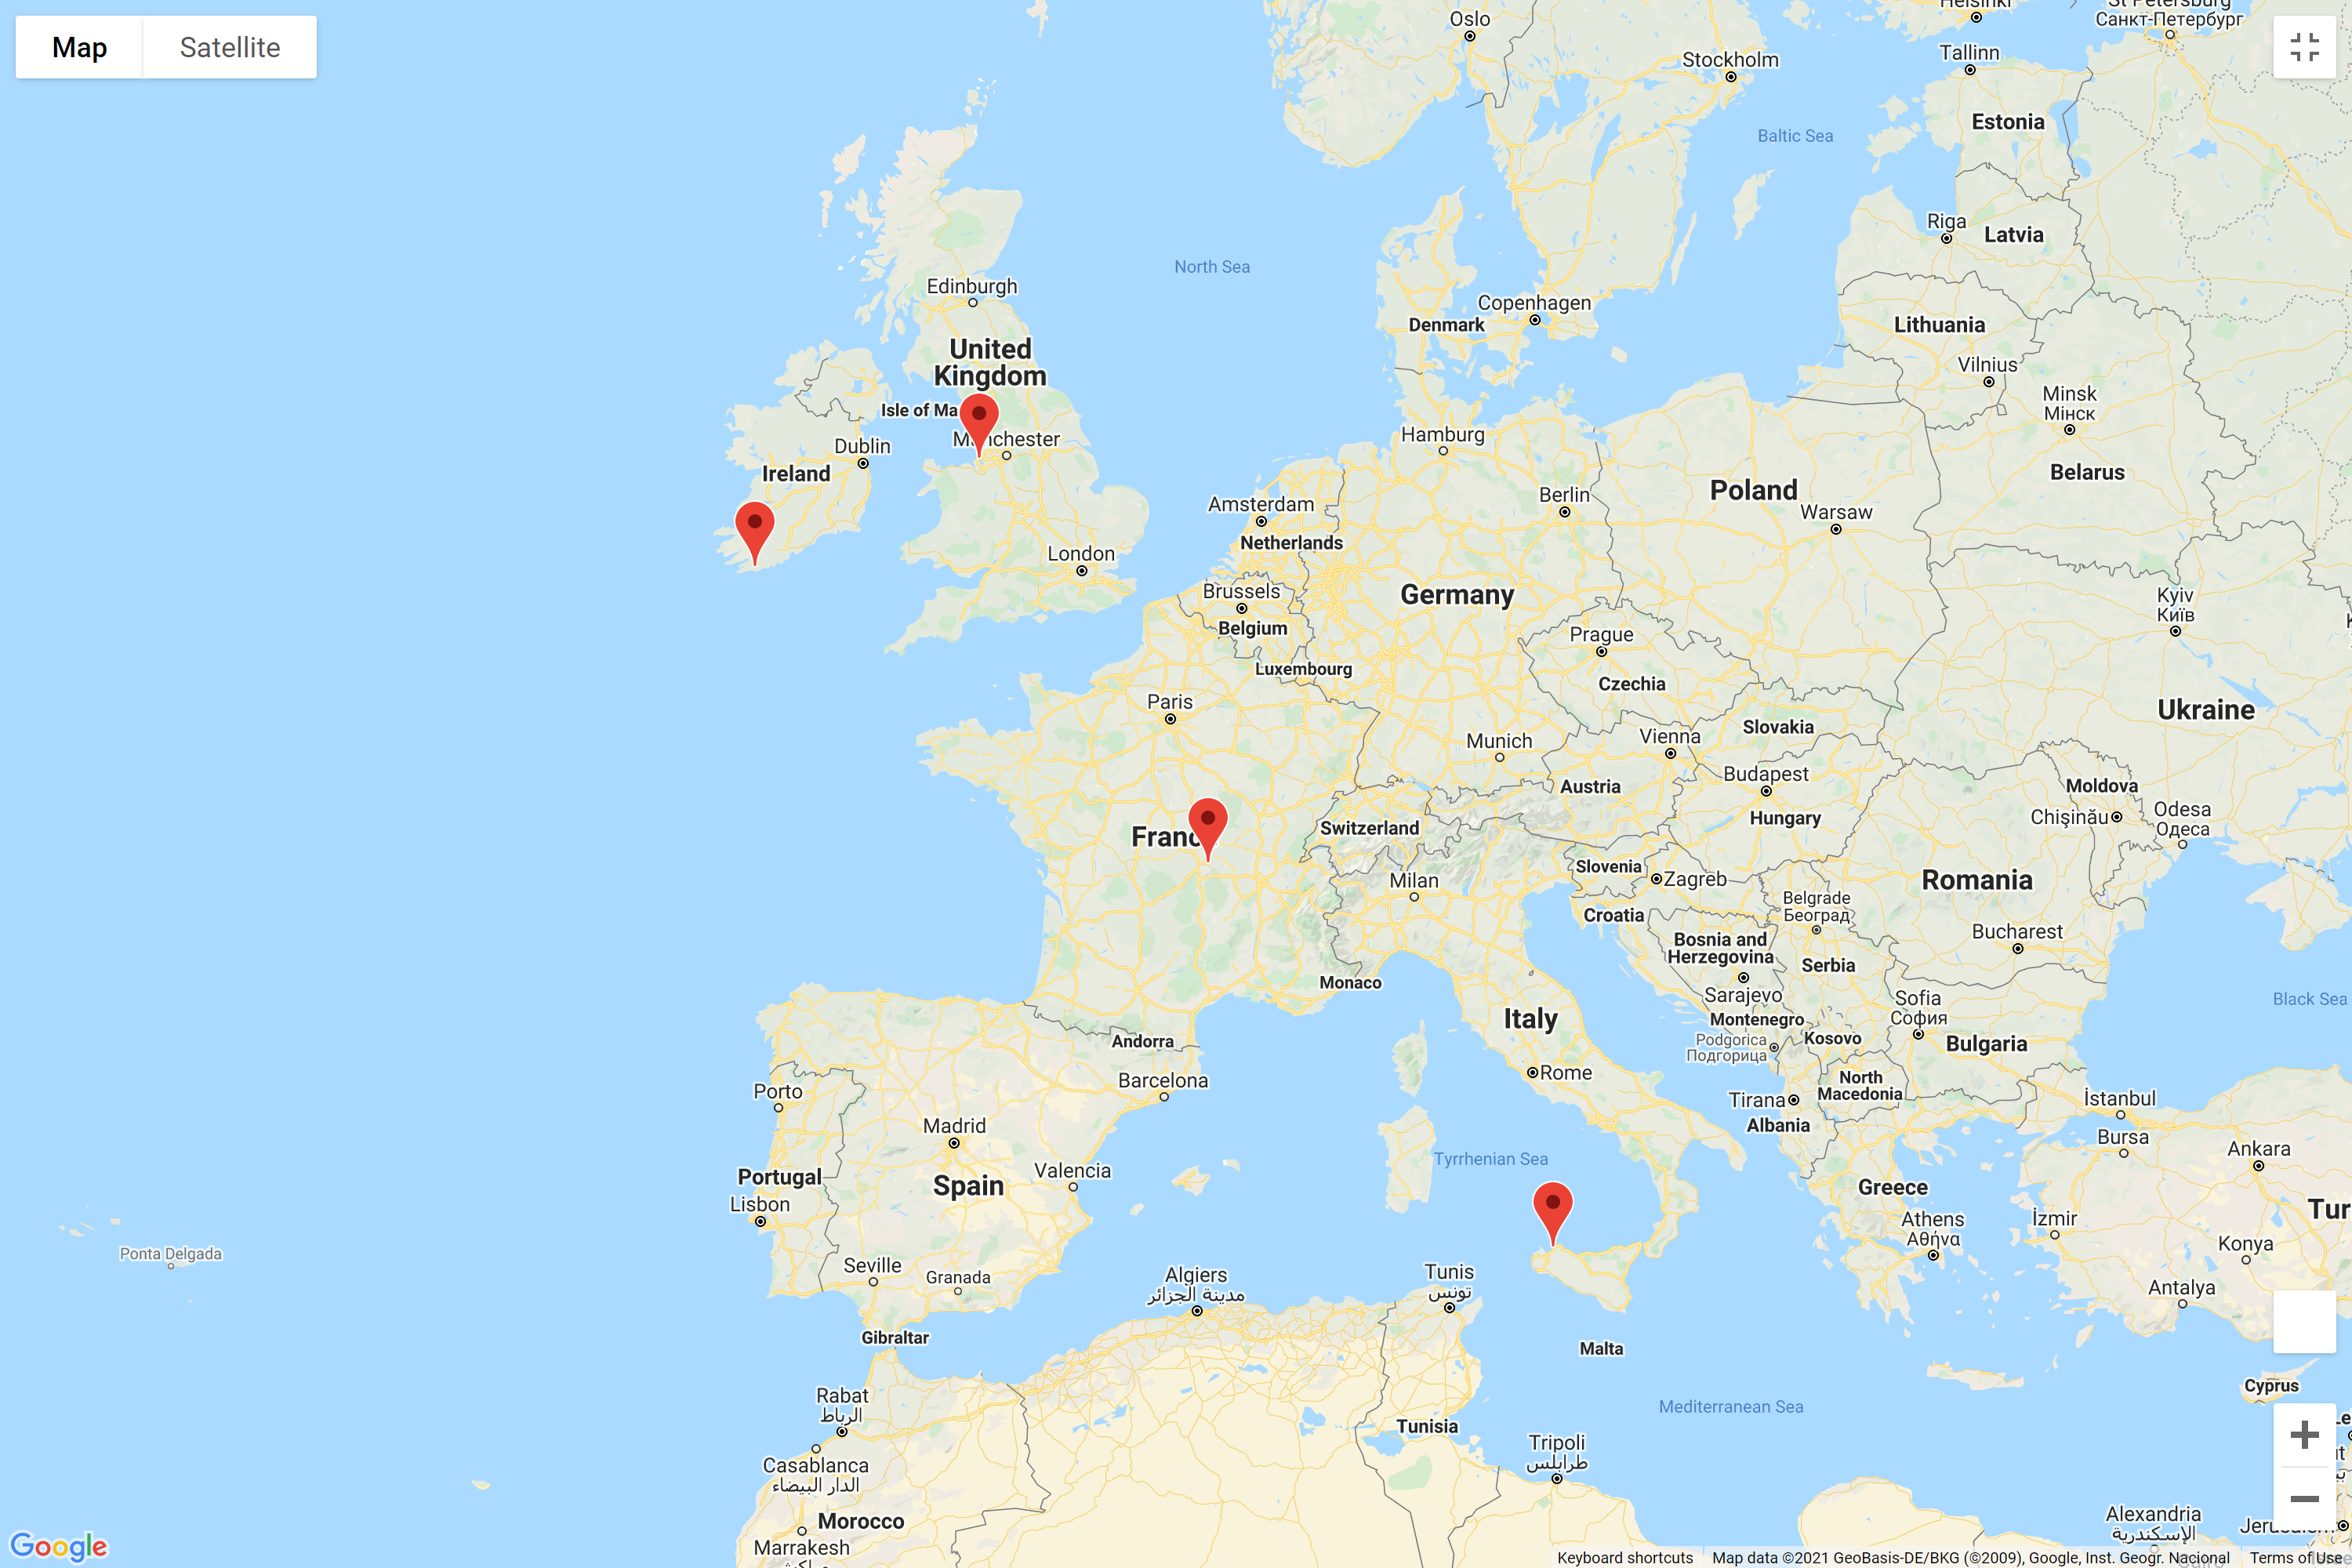 Map
Satellite
Oslo
Helsinki
St Petersburg
Санкт-Петербург
Stockholm
Tallinn
Estonia
Baltic Sea
Riga
Latvia
North Sea
Edinburgh
Copenhagen
Denmark
Lithuania
Vilnius
United
Kingdom
Minsk
Мінск
Isle of Ma
Manchester
Dublin
Ireland
Hamburg
Belarus
Amsterdam
Berlin
Poland
Warsaw
Netherlands
London
Germany
Brussels
Belgium
Kyiv
Київ
Prague
Luxembourg
Czechia
Paris
Ukraine
Slovakia
Munich
Vienna
Budapest
Austria
Moldova
Chișinău
Odesa
Одеса
Hungary
France
Switzerland
Slovenia
Zagreb
Milan
Romania
Croatia
Belgrade
Београд
Bosnia and
Herzegovina
Bucharest
Serbia
Monaco
Sarajevo
Black Sea
Sofia
София
Italy
Montenegro
Podgorica
Подгорица
Kosovo
Bulgaria
Andorra
Rome
Barcelona
North
Macedonia
Porto
Tirana
Albania
İstanbul
Madrid
Bursa
Ankara
Tyrrhenian Sea
Valencia
Portugal
Spain
Greece
Lisbon
Tur
Athens
Αθήνα
İzmir
Ponta Delgada
Konya
Seville
Granada
Algiers
مدينة الجزائر
Tunis
تونس
Antalya
Gibraltar
Malta
Cyprus
Rabat
الرباط
Mediterranean Sea
Tunisia
Tripoli
طرابلس
Casablanca
الدار البيضاء
Morocco
Alexandria
الإسكندرية
Jerusalem
Marrakesh
Google
Keyboard shortcuts
Map data ©2021 GeoBasis-DE/BKG (©2009), Google, Inst. Geogr. Nacional
Terms of Use